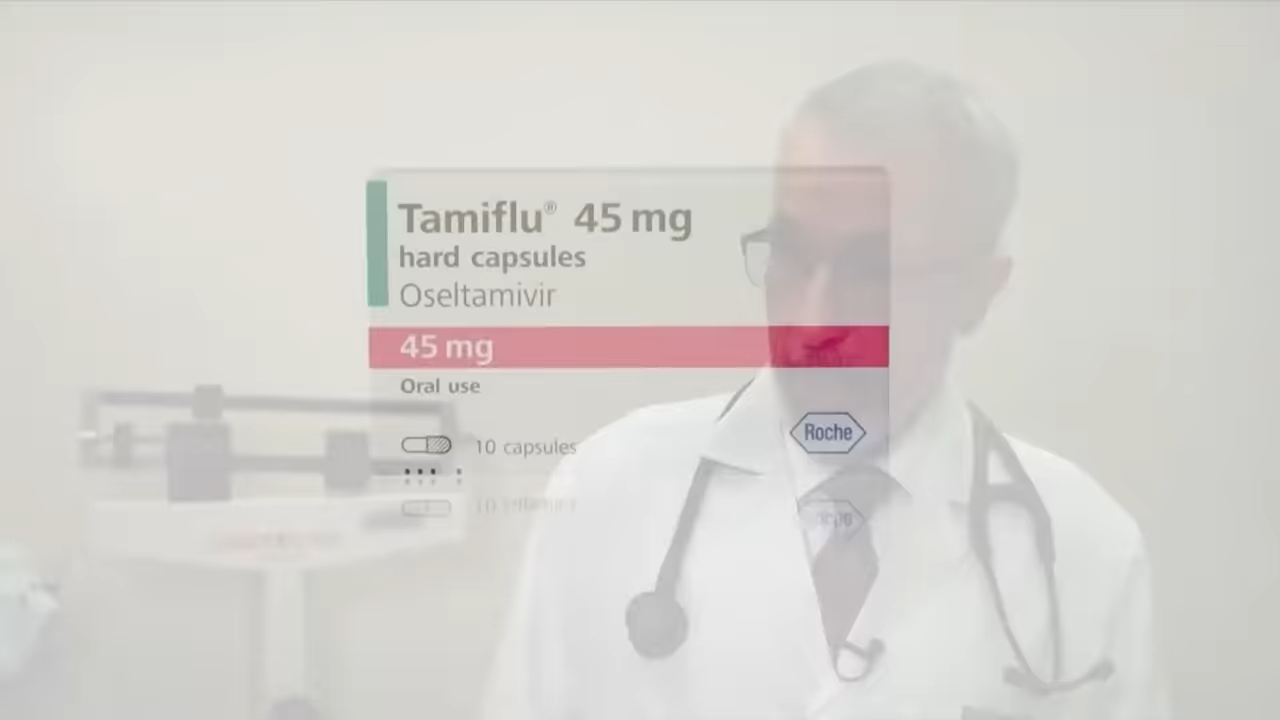 Tamiflu® 45 mg
hard capsules
Oseltamivir
45 mg
Oral use
10 capsules
Roche